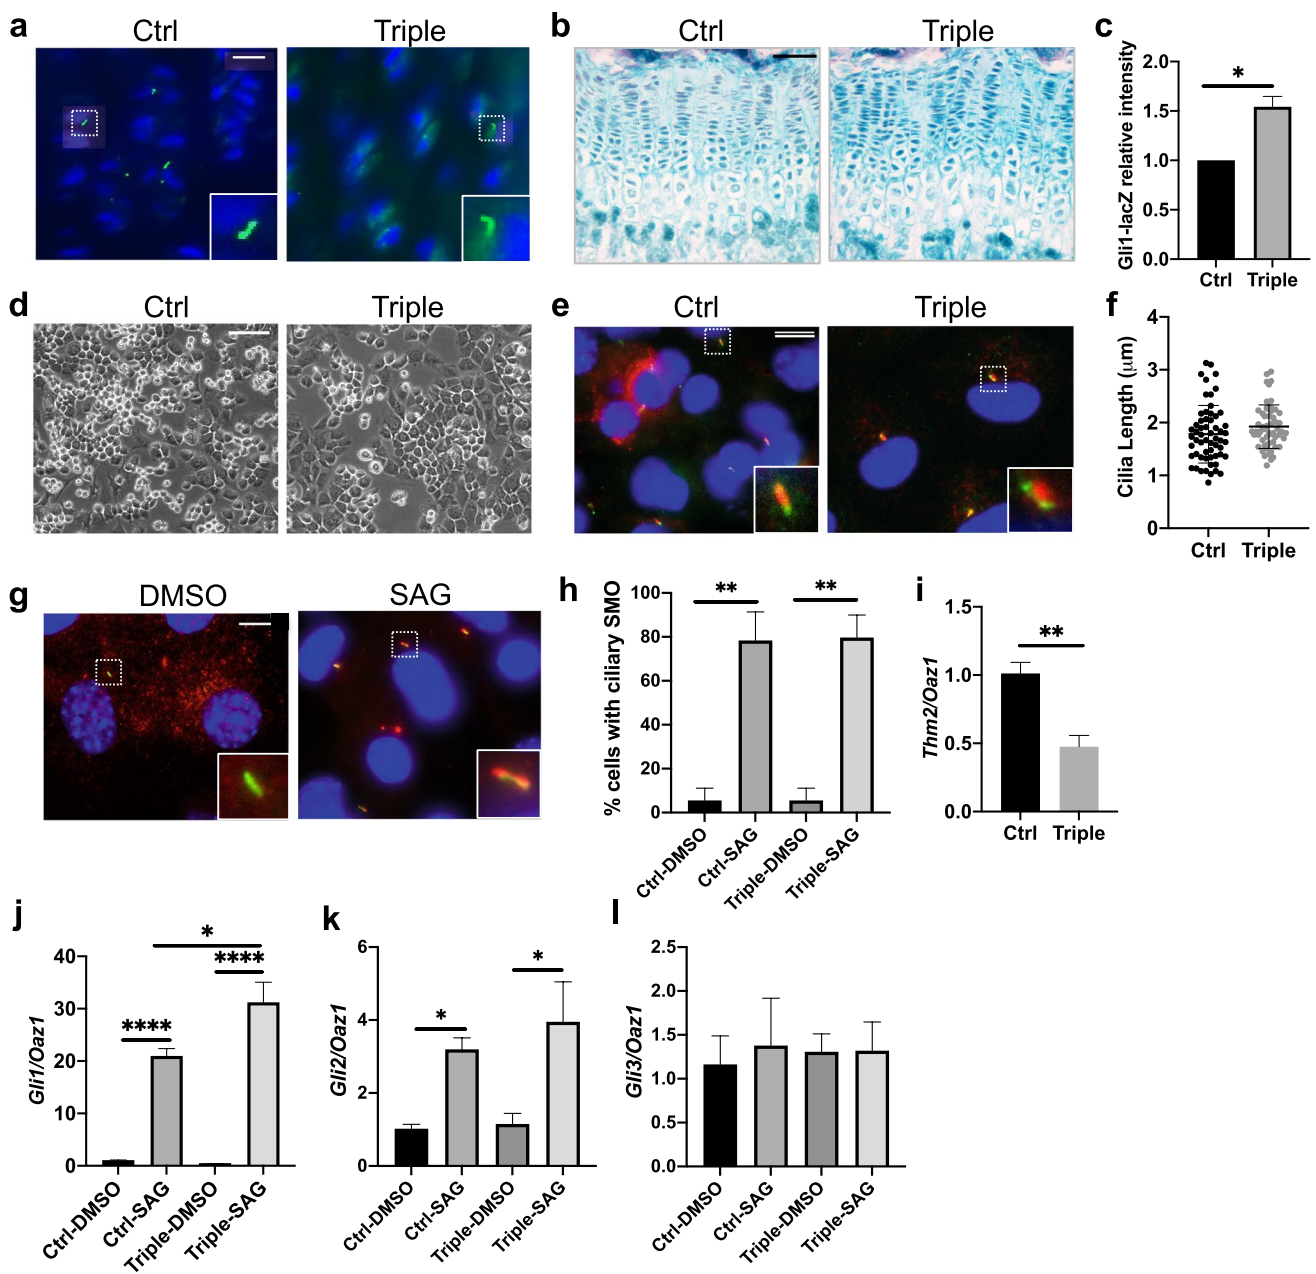 a
Ctrl
Triple
b
Ctrl
Triple
c
Gli1-lacZ relative intensity
2.0
1.5
1.0
0.5
0.0
*
Ctrl
Triple
d
Ctrl
Triple
e
Ctrl
Triple
f
Cilia Length (μm)
4
3
2
1
0
Ctrl
Triple
g
DMSO
SAG
h
% cells with ciliary SMO
100
80
60
40
20
0
**
**
Ctrl-DMSO
Ctrl-SAG
Triple-DMSO
Triple-SAG
i
Thm2/Oaz1
1.5
1.0
0.5
0.0
**
Ctrl
Triple
j
Gli1/Oaz1
40
30
20
10
0
*
****
****
Ctrl-DMSO
Ctrl-SAG
Triple-DMSO
Triple-SAG
k
Gli2/Oaz1
6
4
2
0
*
*
Ctrl-DMSO
Ctrl-SAG
Triple-DMSO
Triple-SAG
l
Gli3/Oaz1
2.5
2.0
1.5
1.0
0.5
0.0
Ctrl-DMSO
Ctrl-SAG
Triple-DMSO
Triple-SAG